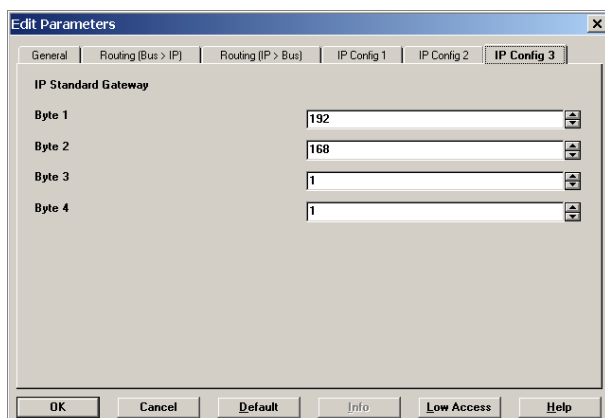 Edit Parameters
General Routing (Bus > IP) Routing (IP > Bus) IP Config 1 IP Config 2 IP Config 3
IP Standard Gateway
Byte 1 192
Byte 2 168
Byte 3 1
Byte 4 1
OK Cancel Default Info Low Access Help